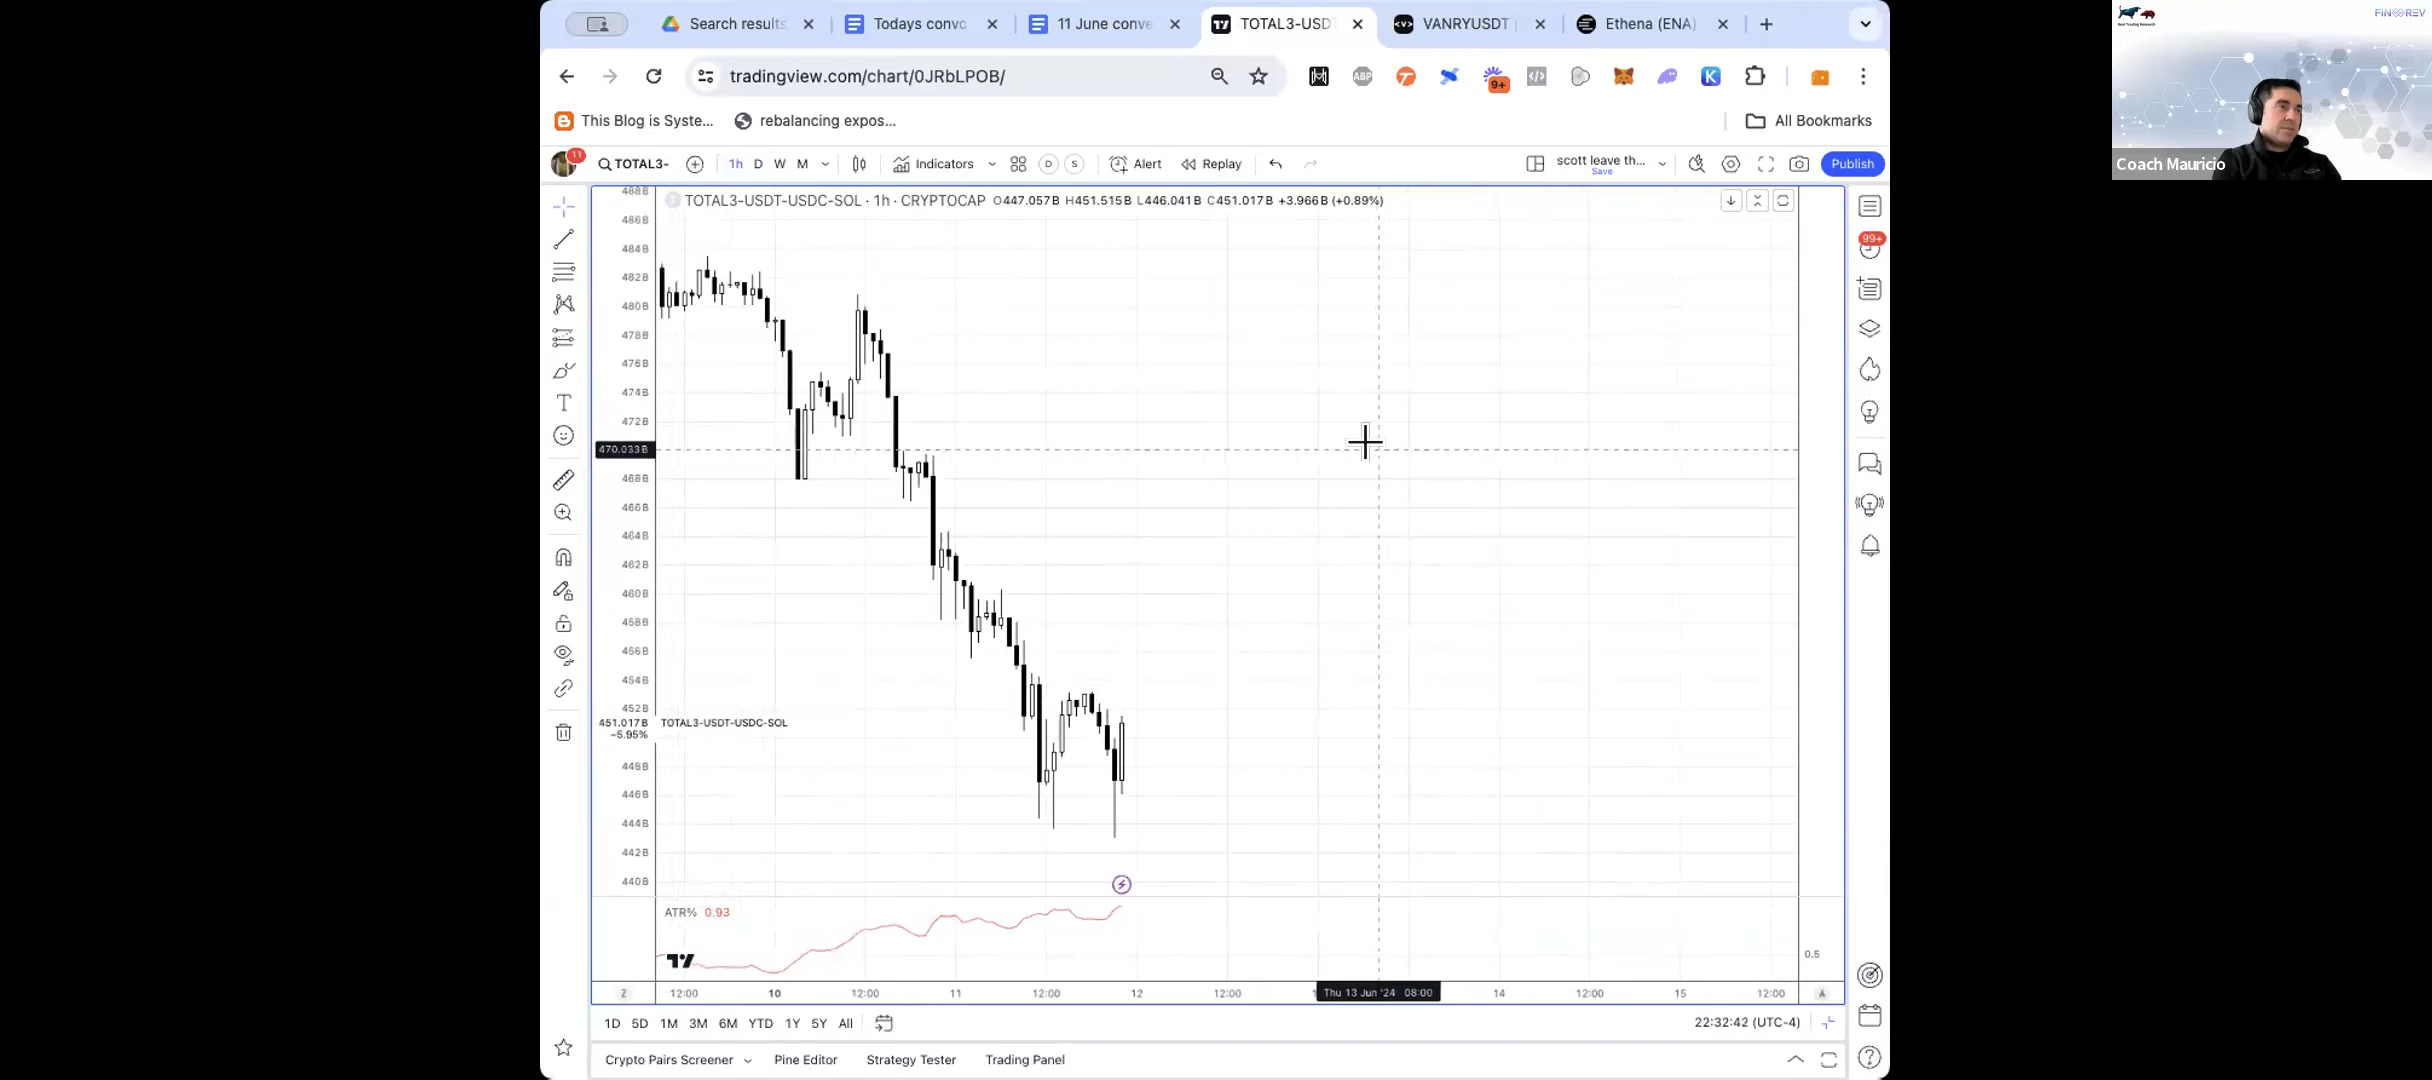 Search results
Todays convo
11 June conve
TOTAL3-USDT
VANRYUSDT
Ethena (ENA)
tradingview.com/chart/0JRbLPOB/
ABP
9+
K
This Blog is Syste...
rebalancing expos...
All Bookmarks
11
TOTAL3-
1h
D
W
M
Indicators
D
S
Alert
Replay
scott leave th...
Save
Publish
TOTAL3-USDT-USDC-SOL · 1h · CRYPTOCAP O447.057B H451.515B L446.041B C451.017B +3.966B (+0.89%)
488B
486B
484B
482B
480B
478B
476B
474B
472B
470.033B
468B
466B
464B
462B
460B
458B
456B
454B
452B
451.017B TOTAL3-USDT-USDC-SOL
−5.95%
448B
446B
444B
442B
440B
ATR% 0.93
0.5
Z
12:00
10
12:00
11
12:00
12
12:00
Thu 13 Jun '24 08:00
14
12:00
15
12:00
A
1D
5D
1M
3M
6M
YTD
1Y
5Y
All
22:32:42 (UTC-4)
Crypto Pairs Screener
Pine Editor
Strategy Tester
Trading Panel
99+
FINOREV
Coach Mauricio